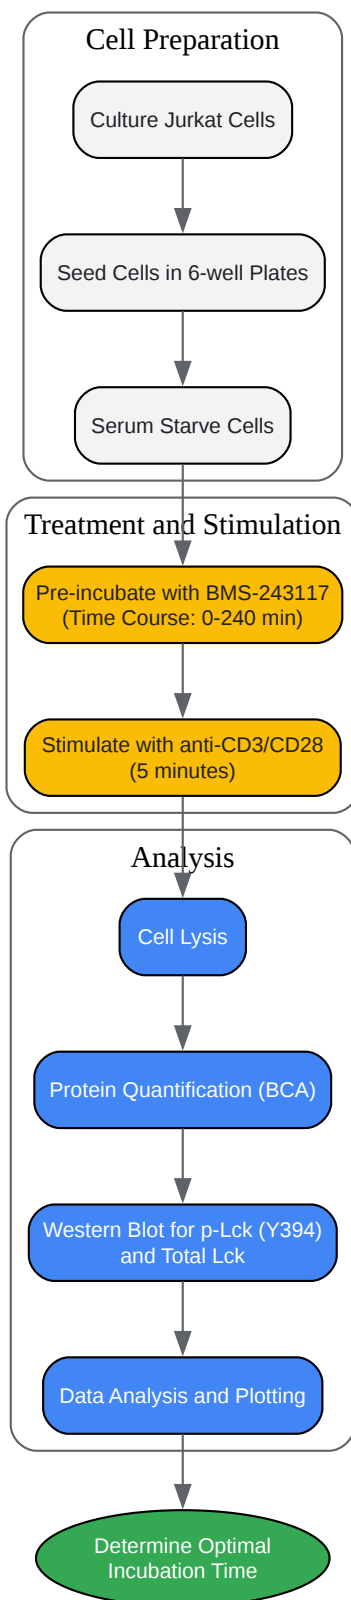 Cell Preparation
Culture Jurkat Cells
Seed Cells in 6-well Plates
Serum Starve Cells
Treatment and Stimulation
Pre-incubate with BMS-243117
(Time Course: 0-240 min)
Stimulate with anti-CD3/CD28
(5 minutes)
Analysis
Cell Lysis
Protein Quantification (BCA)
Western Blot for p-Lck (Y394)
and Total Lck
Data Analysis and Plotting
Determine Optimal
Incubation Time